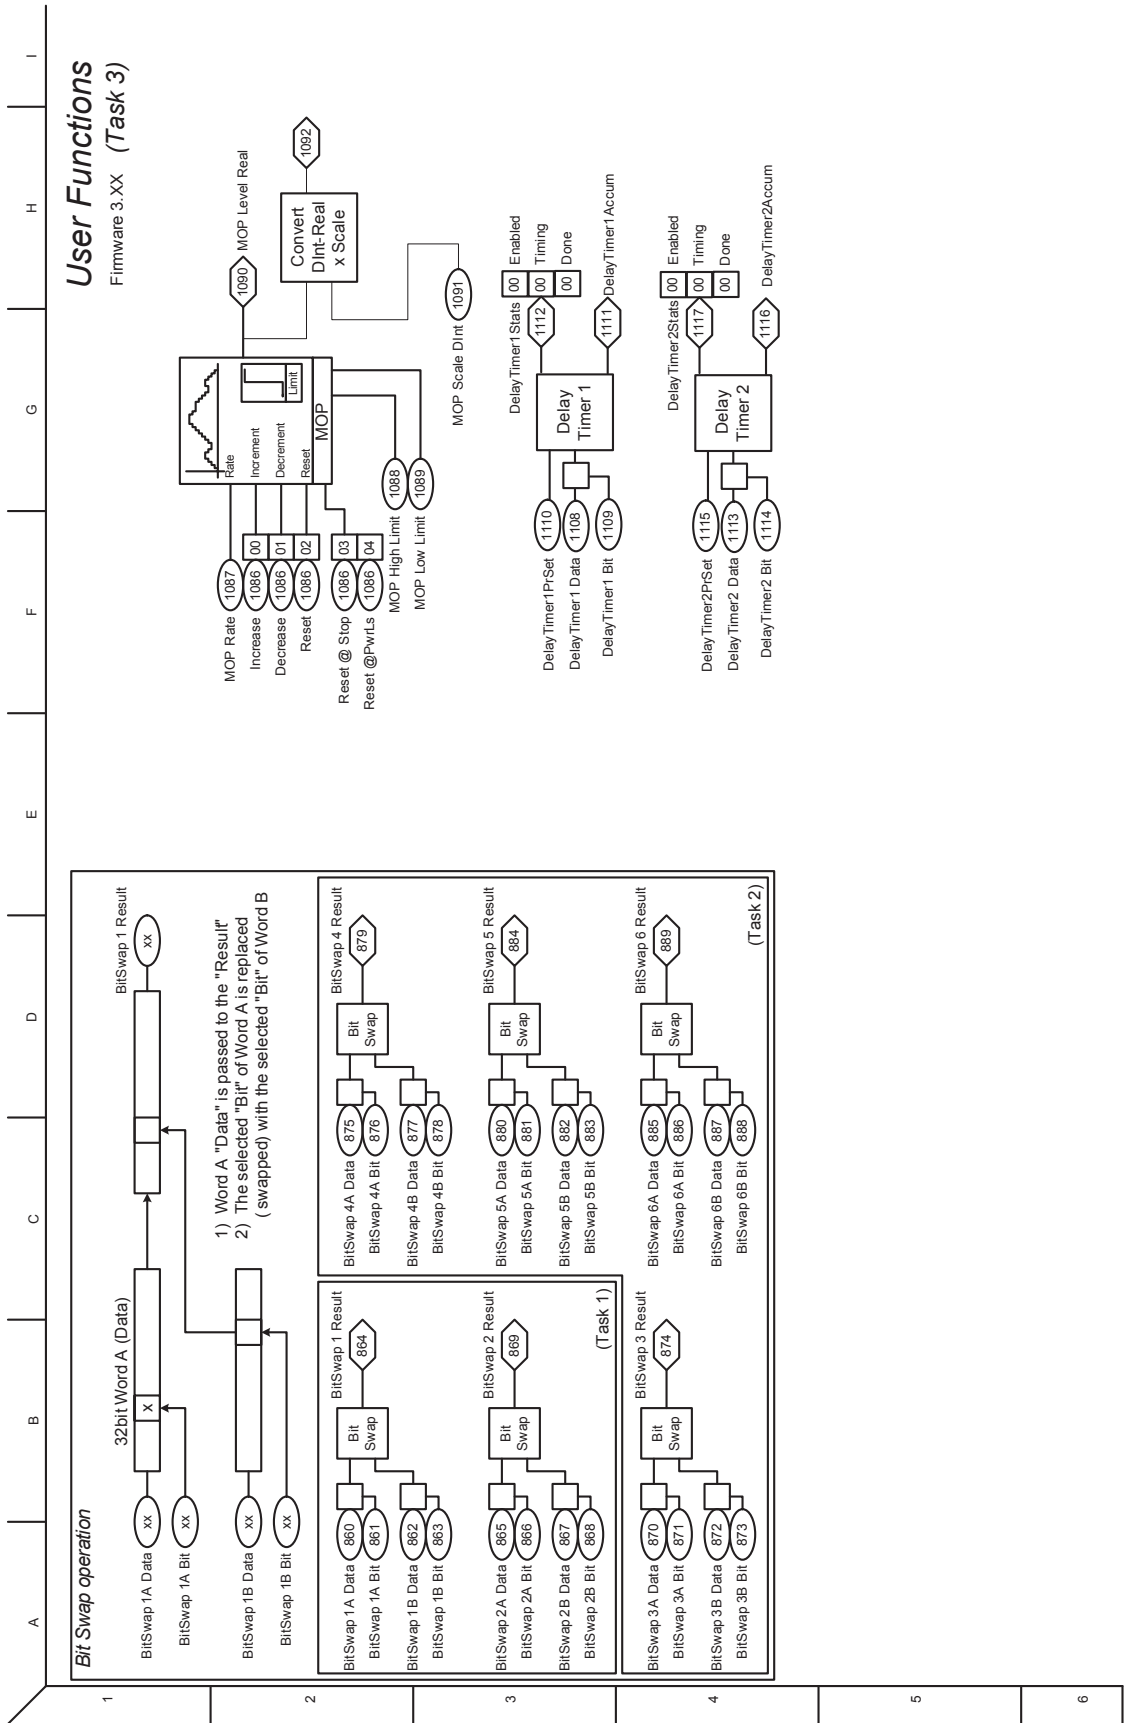 A
B
C
D
E
F
G
H
I
1
2
3
4
5
6
User Functions
Firmware 3.XX (Task 3)
Bit Swap operation
32bit Word A (Data)
BitSwap 1A Data
xx
x
BitSwap 1 Result
xx
BitSwap 1A Bit
xx
BitSwap 1B Data
xx
BitSwap 1B Bit
xx
1) Word A "Data" is passed to the "Result"
2) The selected "Bit" of Word A is replaced
( swapped) with the selected "Bit" of Word B
BitSwap 1A Data
860
BitSwap 1A Bit
861
BitSwap 1B Data
862
BitSwap 1B Bit
863
Bit
Swap
BitSwap 1 Result
864
BitSwap 2A Data
865
BitSwap 2A Bit
866
BitSwap 2B Data
867
BitSwap 2B Bit
868
Bit
Swap
BitSwap 2 Result
869
(Task 1)
BitSwap 3A Data
870
BitSwap 3A Bit
871
BitSwap 3B Data
872
BitSwap 3B Bit
873
Bit
Swap
BitSwap 3 Result
874
BitSwap 4A Data
875
BitSwap 4A Bit
876
BitSwap 4B Data
877
BitSwap 4B Bit
878
Bit
Swap
BitSwap 4 Result
879
BitSwap 5A Data
880
BitSwap 5A Bit
881
BitSwap 5B Data
882
BitSwap 5B Bit
883
Bit
Swap
BitSwap 5 Result
884
BitSwap 6A Data
885
BitSwap 6A Bit
886
BitSwap 6B Data
887
BitSwap 6B Bit
888
Bit
Swap
BitSwap 6 Result
889
(Task 2)
MOP Rate
1087
Rate
Increase
1086
00
Increment
Decrease
1086
01
Decrement
Reset
1086
02
Reset
Limit
MOP
Reset @ Stop
1086
03
Reset @PwrLs
1086
04
MOP High Limit
1088
MOP Low Limit
1089
1090
MOP Level Real
Convert
DInt-Real
x Scale
1092
1091
MOP Scale DInt
DelayTimer1PrSet
1110
DelayTimer1 Data
1108
DelayTimer1 Bit
1109
Delay
Timer 1
DelayTimer1Stats
1112
00
Enabled
00
Timing
00
Done
1111
DelayTimer1Accum
DelayTimer2PrSet
1115
DelayTimer2 Data
1113
DelayTimer2 Bit
1114
Delay
Timer 2
DelayTimer2Stats
1117
00
Enabled
00
Timing
00
Done
1116
DelayTimer2Accum